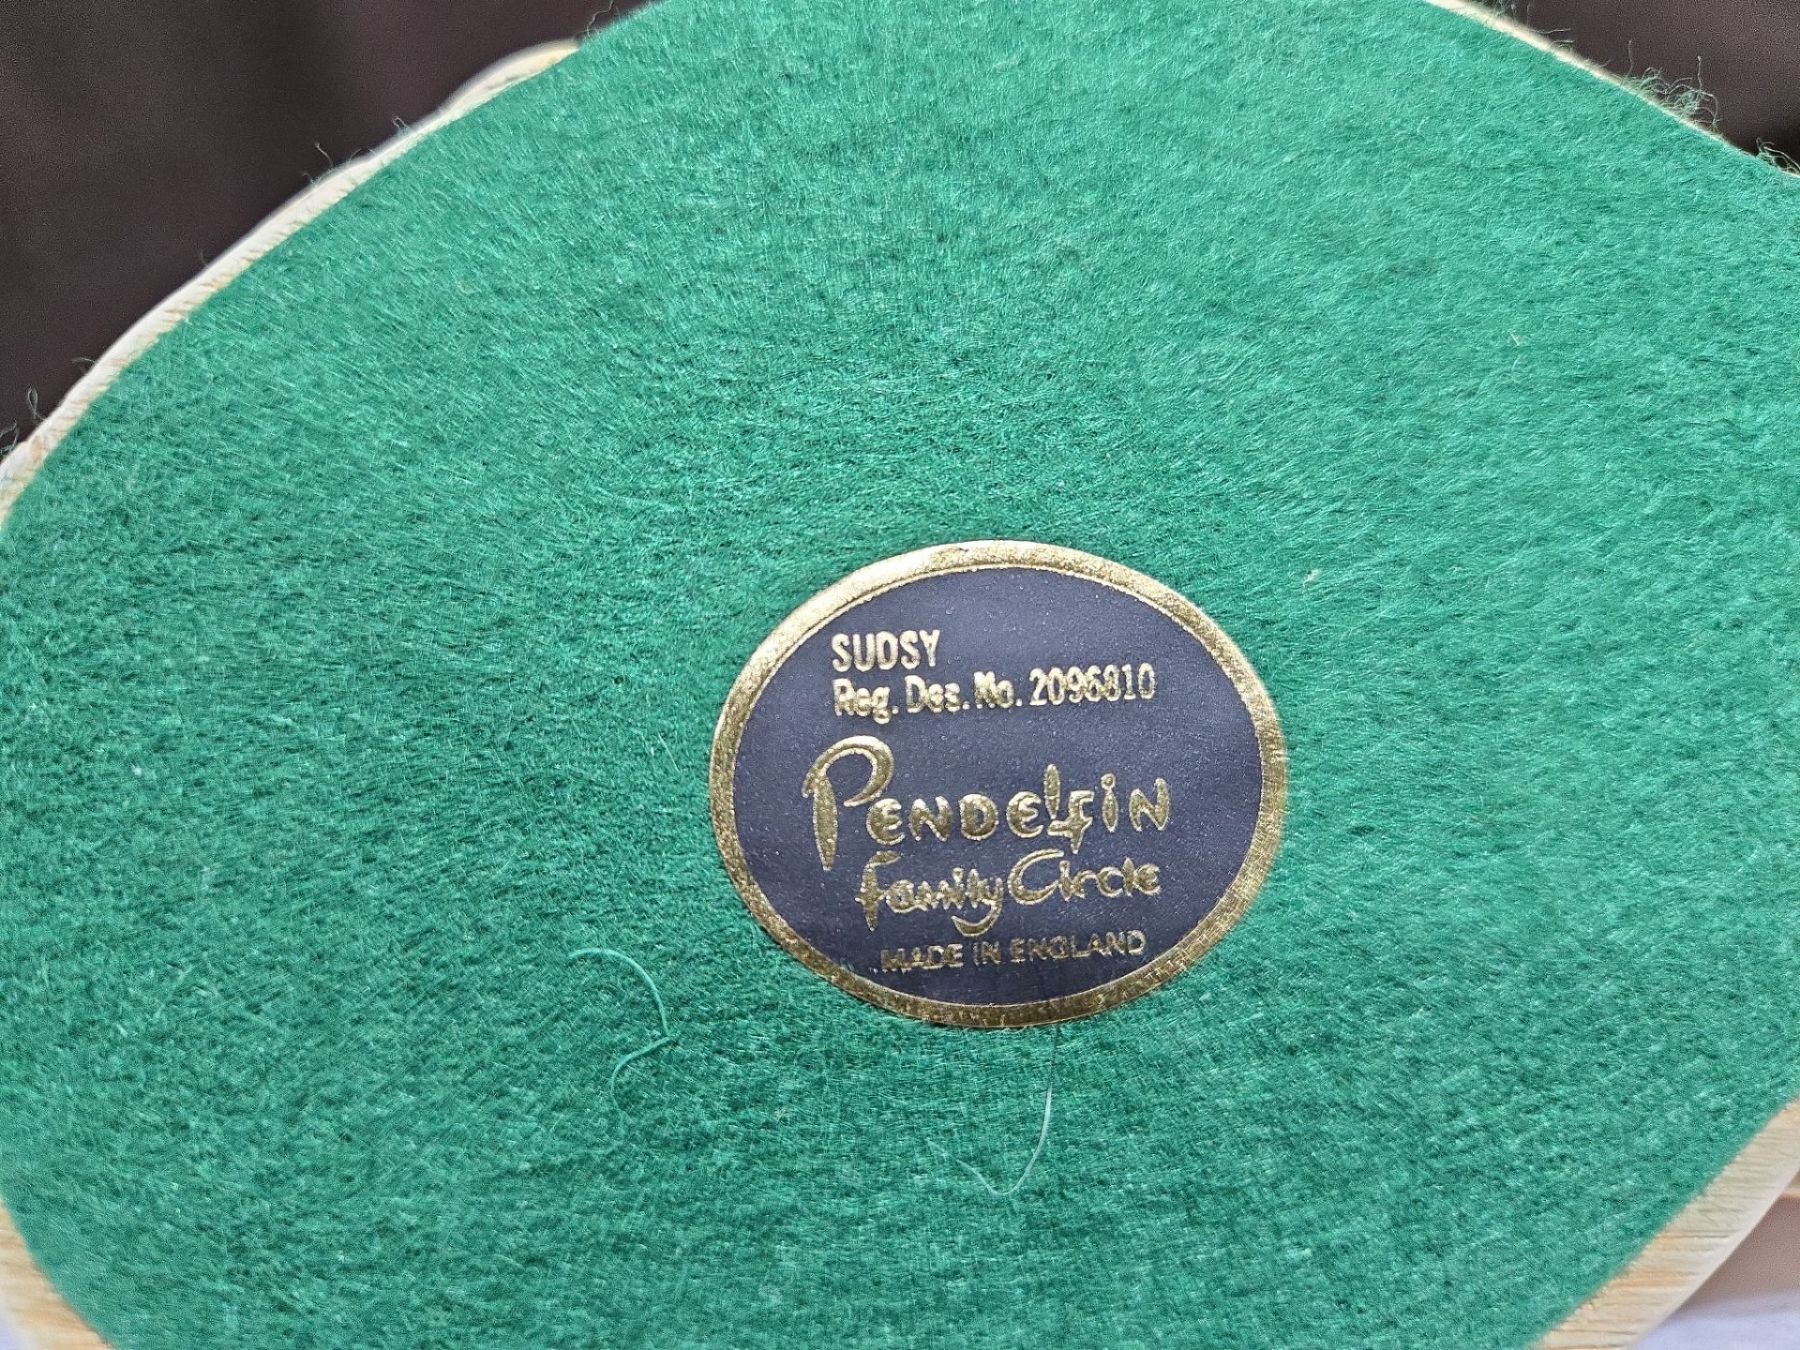 SUDSY
Reg. Des. No. 2096810
PENDELFIN
Family Circle
MADE IN ENGLAND